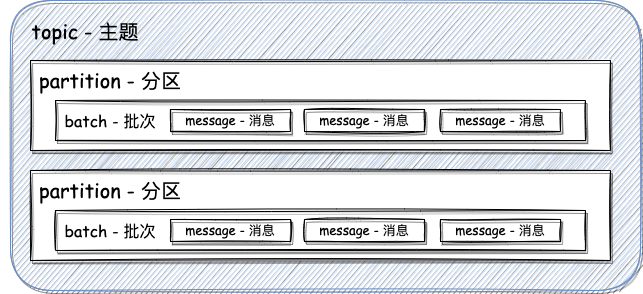 topic - 主题
partition - 分区
batch - 批次 message - 消息 message - 消息 message - 消息
partition - 分区
batch - 批次 message - 消息 message - 消息 message - 消息